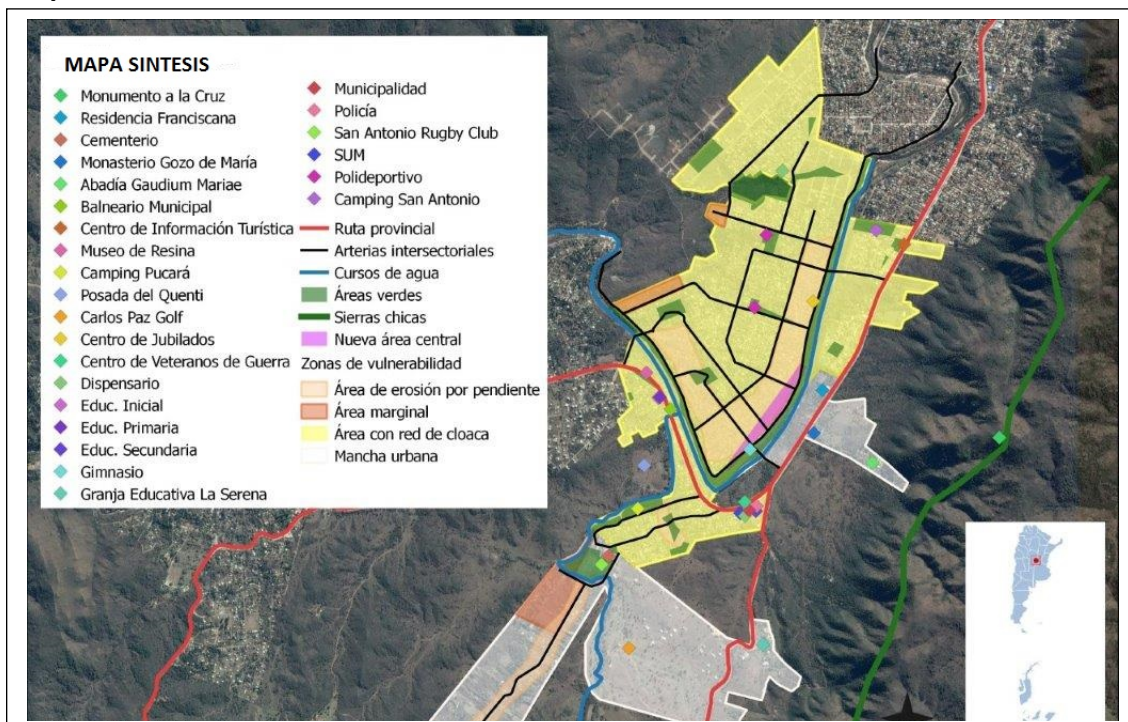 MAPA SINTESIS
Monumento a la Cruz
Residencia Franciscana
Cementerio
Monasterio Gozo de María
Abadía Gaudium Mariae
Balneario Municipal
Centro de Información Turística
Museo de Resina
Camping Pucará
Posada del Quenti
Carlos Paz Golf
Centro de Jubilados
Centro de Veteranos de Guerra
Dispensario
Educ. Inicial
Educ. Primaria
Educ. Secundaria
Gimnasio
Granja Educativa La Serena
Municipalidad
Policía
San Antonio Rugby Club
SUM
Polideportivo
Camping San Antonio
Ruta provincial
Arterias intersectoriales
Cursos de agua
Áreas verdes
Sierras chicas
Nueva área central
Zonas de vulnerabilidad
Área de erosión por pendiente
Área marginal
Área con red de cloaca
Mancha urbana